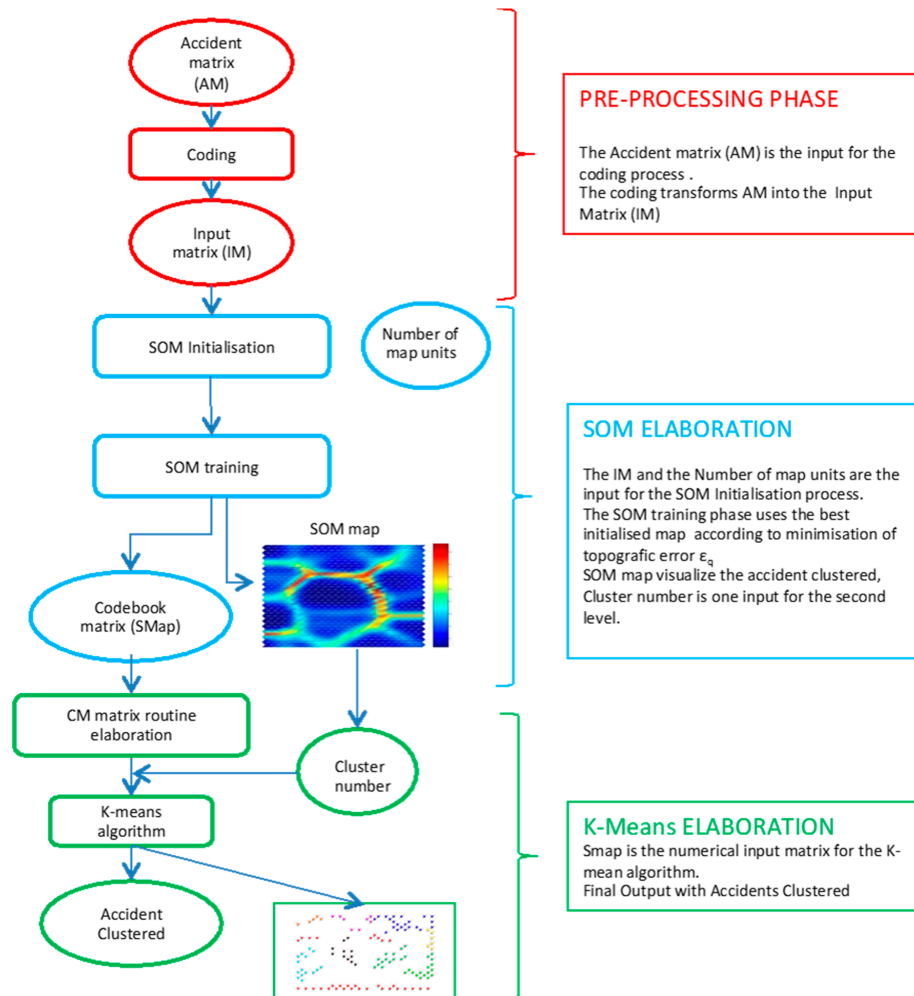 Accident
matrix
(AM)
Coding
Input
matrix (IM)
PRE-PROCESSING PHASE
The Accident matrix (AM) is the input for the
coding process .
The coding transforms AM into the Input
Matrix (IM)
SOM Initialisation
Number of
map units
SOM training
SOM map
Codebook
matrix (SMap)
SOM ELABORATION
The IM and the Number of map units are the
input for the SOM Initialisation process.
The SOM training phase uses the best
initialised map according to minimisation of
topografic error εq
SOM map visualize the accident clustered,
Cluster number is one input for the second
level.
CM matrix routine
elaboration
Cluster
number
K-means
algorithm
Accident
Clustered
K-Means ELABORATION
Smap is the numerical input matrix for the K-
mean algorithm.
Final Output with Accidents Clustered